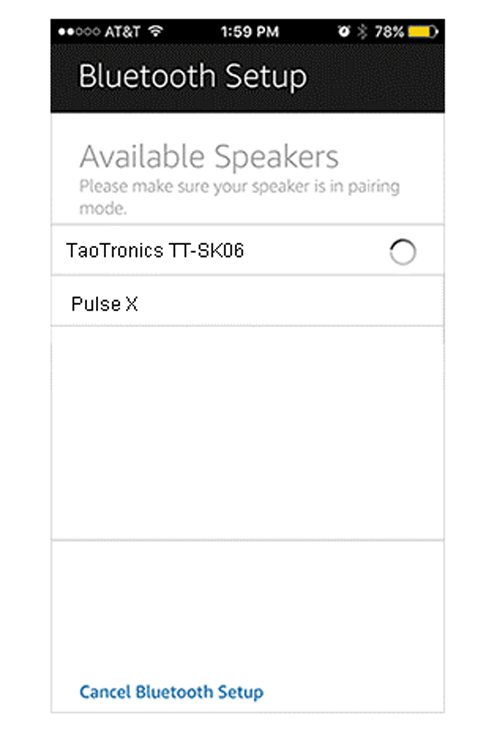 AT&T 1:59 PM 78%
Bluetooth Setup
Available Speakers
Please make sure your speaker is in pairing
mode.
TaoTronics TT-SK06
Pulse X
Cancel Bluetooth Setup